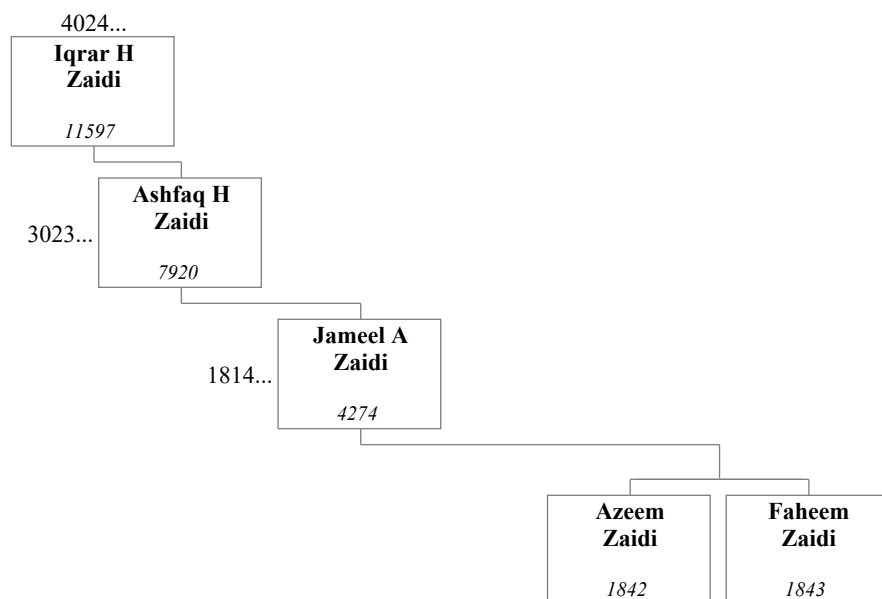 4024...
Iqrar H
Zaidi
11597
Ashfaq H
Zaidi
3023...
7920
Jameel A
Zaidi
1814...
4274
Azeem
Zaidi
1842
Faheem
Zaidi
1843